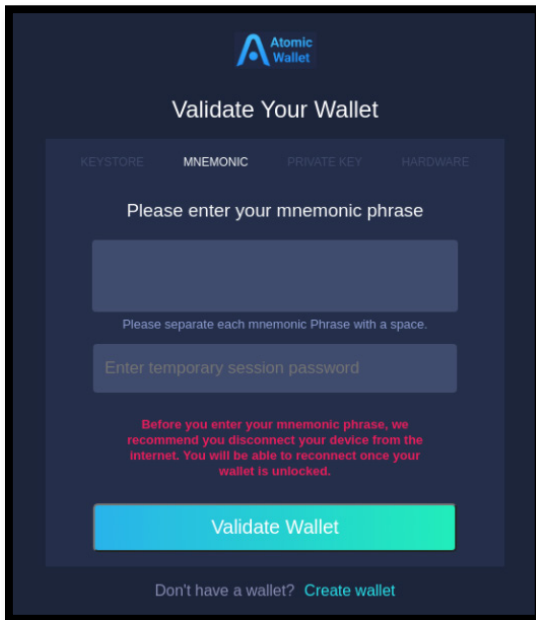 Atomic
Wallet
Validate Your Wallet
KEYSTORE MNEMONIC PRIVATE KEY HARDWARE
Please enter your mnemonic phrase
Please separate each mnemonic Phrase with a space.
Enter temporary session password
Before you enter your mnemonic phrase, we
recommend you disconnect your device from the
internet. You will be able to reconnect once your
wallet is unlocked.
Validate Wallet
Don't have a wallet? Create wallet